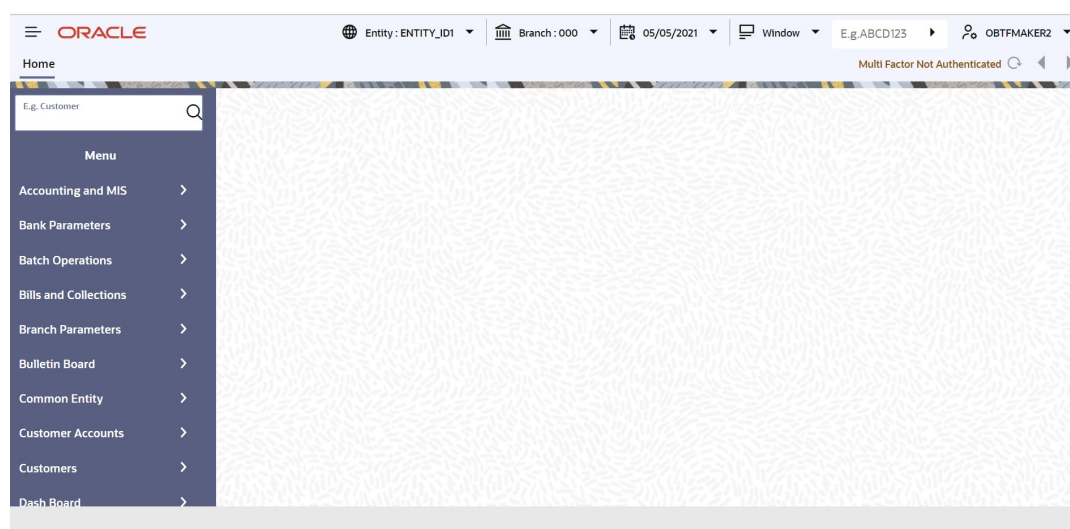 ORACLE
Entity : ENTITY_ID1
Branch : 000
05/05/2021
Window
E.g.ABCD123
OBTFMAKER2
Home
Multi Factor Not Authenticated
E.g. Customer
Menu
Accounting and MIS
Bank Parameters
Batch Operations
Bills and Collections
Branch Parameters
Bulletin Board
Common Entity
Customer Accounts
Customers
Dash Board